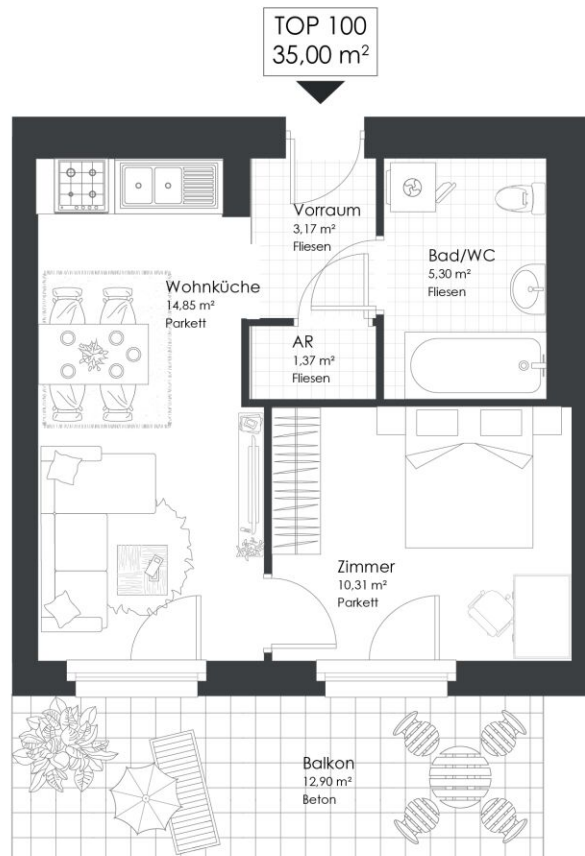 TOP 100
35,00 m²
Vorraum
3,17 m²
Fliesen
Bad/WC
5,30 m²
Fliesen
Wohnküche
14,85 m²
Parkett
AR
1,37 m²
Fliesen
Zimmer
10,31 m²
Parkett
Balkon
12,90 m²
Beton